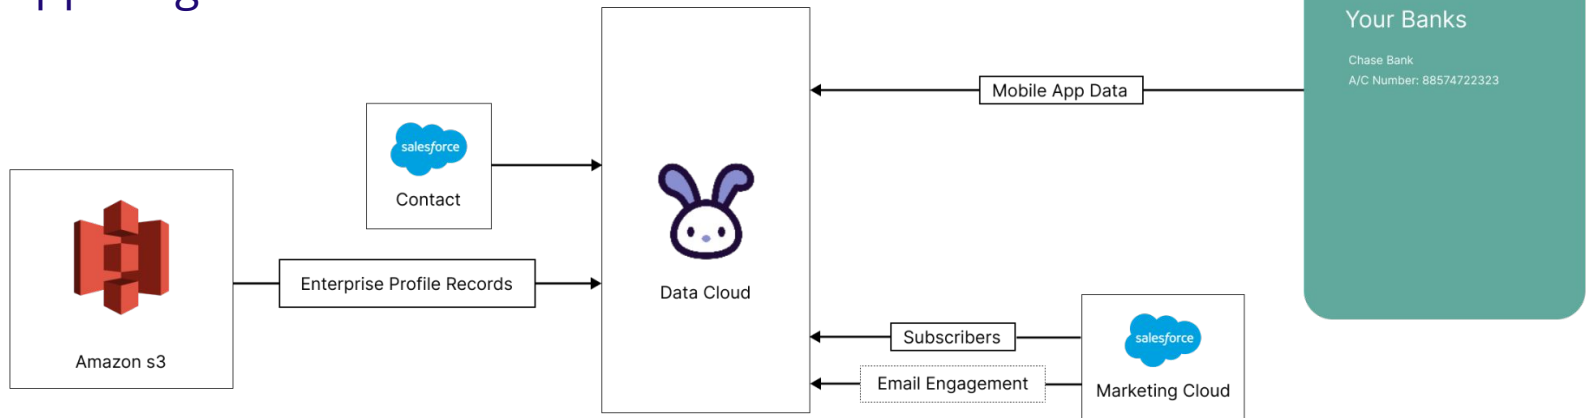 Your Banks
Chase Bank
A/C Number: 88574722323
Mobile App Data
salesforce
Contact
Enterprise Profile Records
Data Cloud
Amazon s3
Subscribers
Email Engagement
salesforce
Marketing Cloud